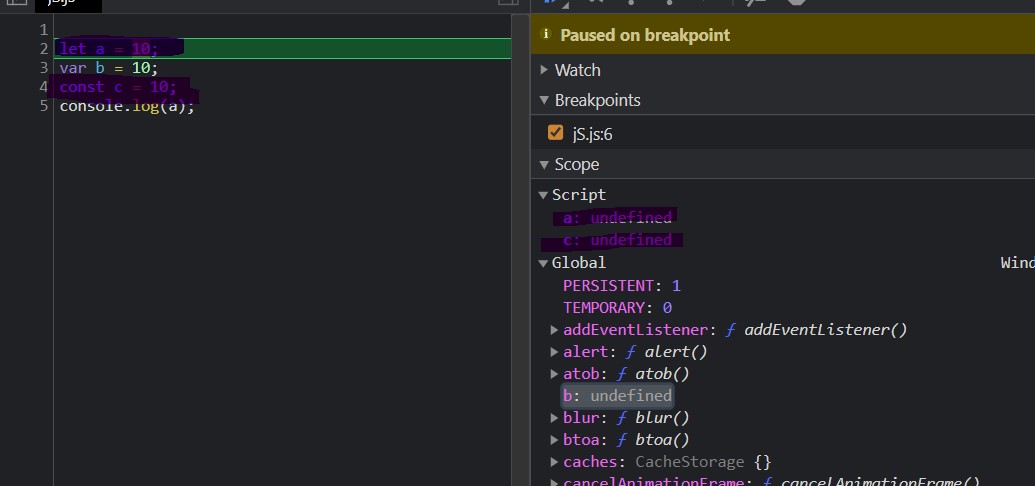 jS.js
1
2 let a = 10;
3 var b = 10;
4 const c = 10;
5 console.log(a);
Paused on breakpoint
Watch
Breakpoints
jS.js:6
Scope
Script
a: undefined
c: undefined
Global Wind
PERSISTENT: 1
TEMPORARY: 0
addEventListener: ƒ addEventListener()
alert: ƒ alert()
atob: ƒ atob()
b: undefined
blur: ƒ blur()
btoa: ƒ btoa()
caches: CacheStorage {}
cancelAnimationFrame: ƒ cancelAnimationFrame()